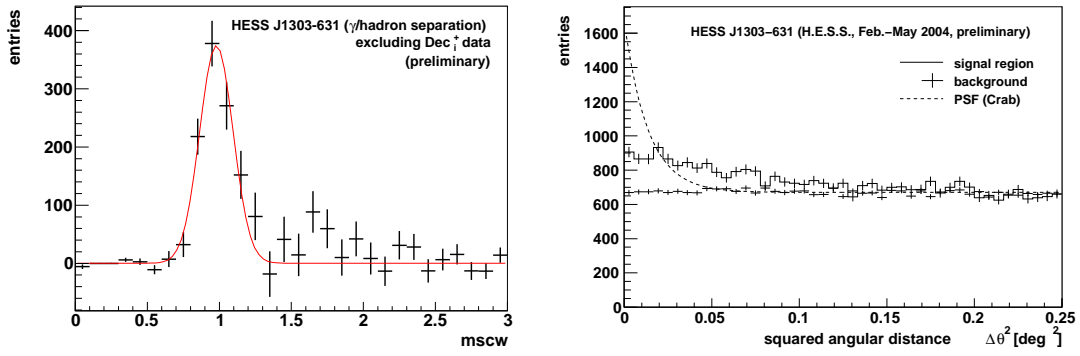 HESS J1303-631 (γ/hadron separation)
excluding Dec_i^+ data
(preliminary)
entries
400
300
200
100
0
0 0.5 1 1.5 2 2.5 3
mscw
HESS J1303−631 (H.E.S.S., Feb.−May 2004, preliminary)
signal region
background
PSF (Crab)
entries
1600
1400
1200
1000
800
600
400
200
0
0 0.05 0.1 0.15 0.2 0.25
squared angular distance Δθ² [deg²]